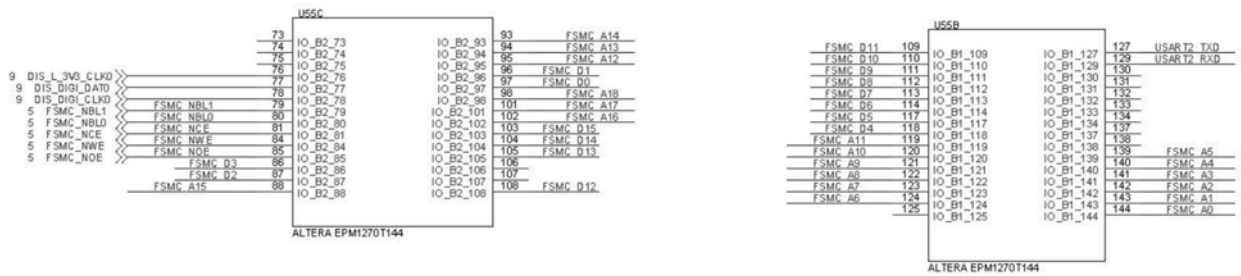 U55C
73 IO_B2_73 IO_B2_93 93 FSMC_A14
74 IO_B2_74 IO_B2_94 94 FSMC_A13
75 IO_B2_75 IO_B2_95 95 FSMC_A12
9 DIS_L_3V3_CLK0 76 IO_B2_76 IO_B2_96 96 FSMC_D1
9 DIS_DIGI_DAT0 77 IO_B2_77 IO_B2_97 97 FSMC_D0
9 DIS_DIGI_CLK0 78 IO_B2_78 IO_B2_98 98 FSMC_A18
5 FSMC_NBL1 FSMC_NBL1 79 IO_B2_79 IO_B2_101 101 FSMC_A17
5 FSMC_NBL0 FSMC_NBL0 80 IO_B2_80 IO_B2_102 102 FSMC_A16
5 FSMC_NCE FSMC_NCE 81 IO_B2_81 IO_B2_103 103 FSMC_D15
5 FSMC_NWE FSMC_NWE 84 IO_B2_84 IO_B2_104 104 FSMC_D14
5 FSMC_NOE FSMC_NOE 85 IO_B2_85 IO_B2_105 105 FSMC_D13
FSMC_D3 86 IO_B2_86 IO_B2_106 106
FSMC_D2 87 IO_B2_87 IO_B2_107 107
FSMC_A15 88 IO_B2_88 IO_B2_108 108 FSMC_D12
ALTERA EPM1270T144
U55B
FSMC_D11 109 IO_B1_109 IO_B1_127 127 USART2_TXD
FSMC_D10 110 IO_B1_110 IO_B1_129 129 USART2_RXD
FSMC_D9 111 IO_B1_111 IO_B1_130 130
FSMC_D8 112 IO_B1_112 IO_B1_131 131
FSMC_D7 113 IO_B1_113 IO_B1_132 132
FSMC_D6 114 IO_B1_114 IO_B1_133 133
FSMC_D5 117 IO_B1_117 IO_B1_134 134
FSMC_D4 118 IO_B1_118 IO_B1_137 137
FSMC_A11 119 IO_B1_119 IO_B1_138 138
FSMC_A10 120 IO_B1_120 IO_B1_139 139 FSMC_A5
FSMC_A9 121 IO_B1_121 IO_B1_140 140 FSMC_A4
FSMC_A8 122 IO_B1_122 IO_B1_141 141 FSMC_A3
FSMC_A7 123 IO_B1_123 IO_B1_142 142 FSMC_A2
FSMC_A6 124 IO_B1_124 IO_B1_143 143 FSMC_A1
125 IO_B1_125 IO_B1_144 144 FSMC_A0
ALTERA EPM1270T144